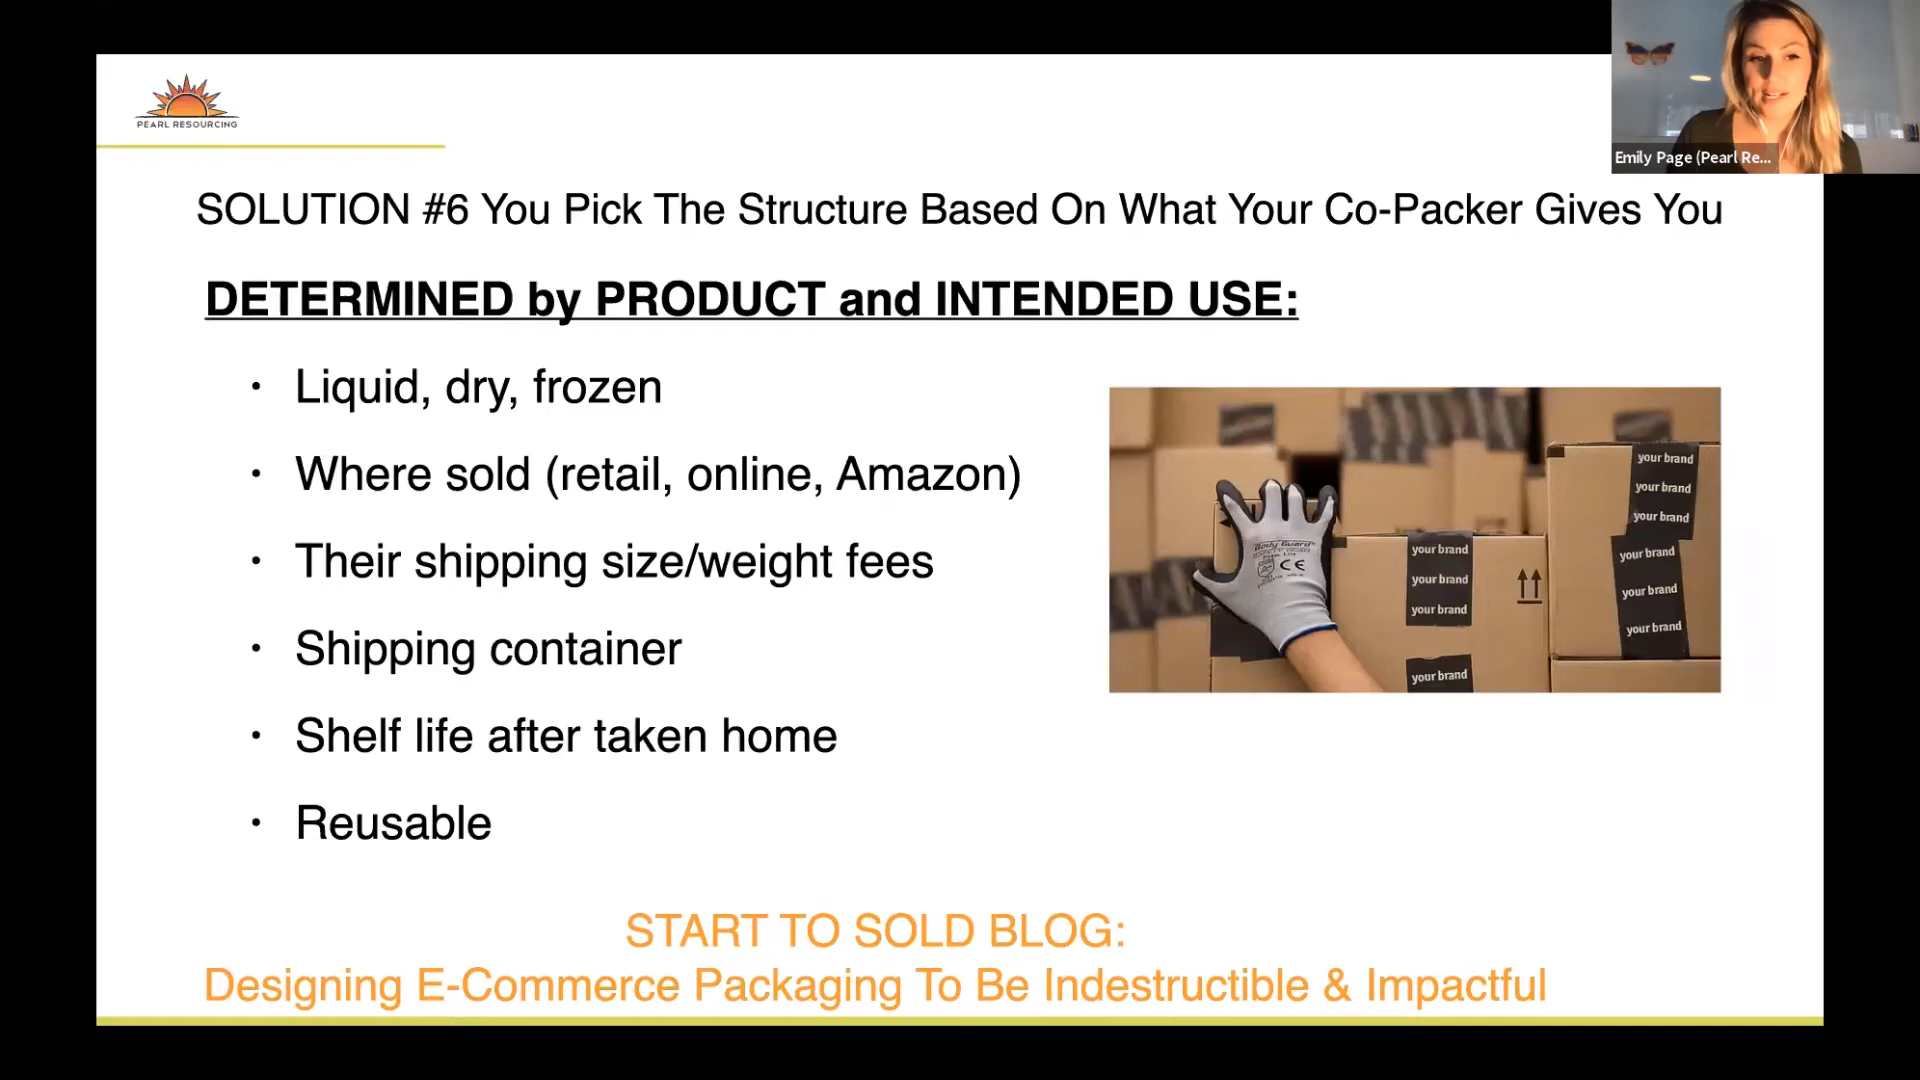 PEARL RESOURCING
Emily Page (Pearl Re...
SOLUTION #6 You Pick The Structure Based On What Your Co-Packer Gives You
DETERMINED by PRODUCT and INTENDED USE:
• Liquid, dry, frozen
• Where sold (retail, online, Amazon)
• Their shipping size/weight fees
• Shipping container
• Shelf life after taken home
• Reusable
your brand
your brand
your brand
your brand
your brand
your brand
your brand
your brand
your brand
your brand
Body Guard
CE
START TO SOLD BLOG:
Designing E-Commerce Packaging To Be Indestructible & Impactful